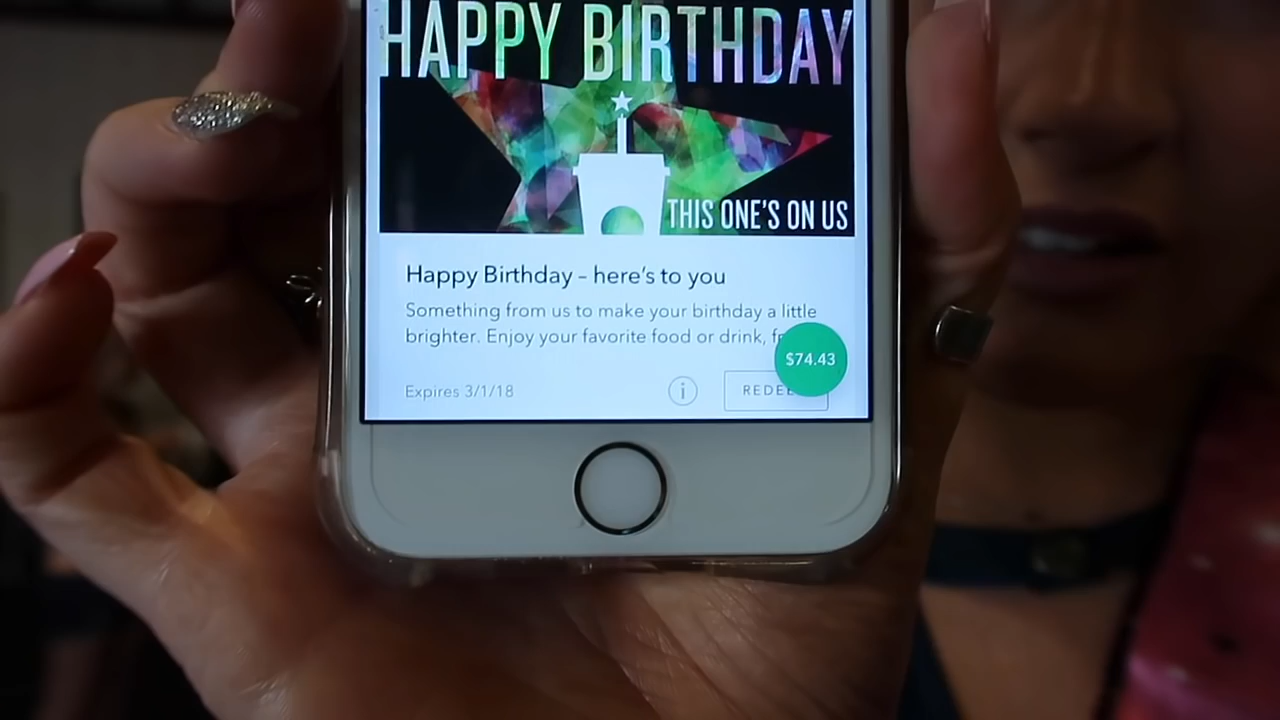 HAPPY BIRTHDAY
THIS ONE'S ON US
Happy Birthday – here's to you
Something from us to make your birthday a little
brighter. Enjoy your favorite food or drink,
$74.43
Expires 3/1/18